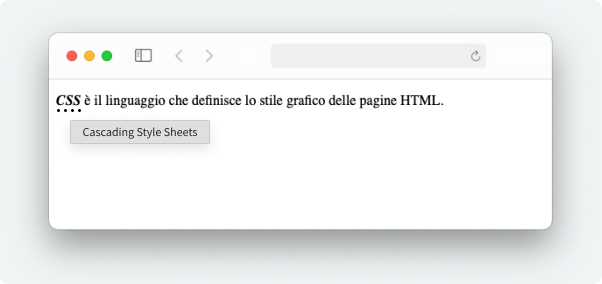 CSS è il linguaggio che definisce lo stile grafico delle pagine HTML.
Cascading Style Sheets